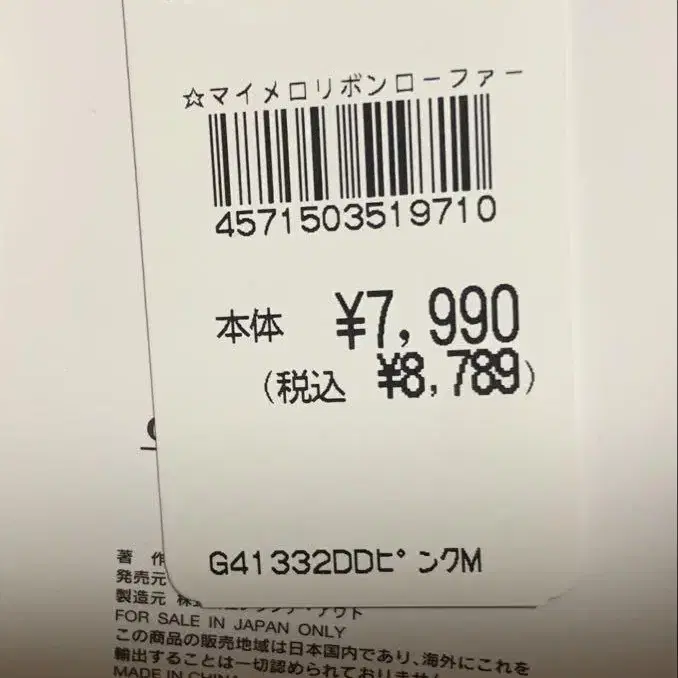 ☆マイメロリボンローファー
4571503519710
本体 ¥7,990
(税込 ¥8,789)
G41332DDピンクM
著 作
発売元
製造元 株
FOR SALE IN JAPAN ONLY
この商品の販売地域は日本国内であり、海外にこれを
輸出することは一切認められておりません
MADE IN CHINA